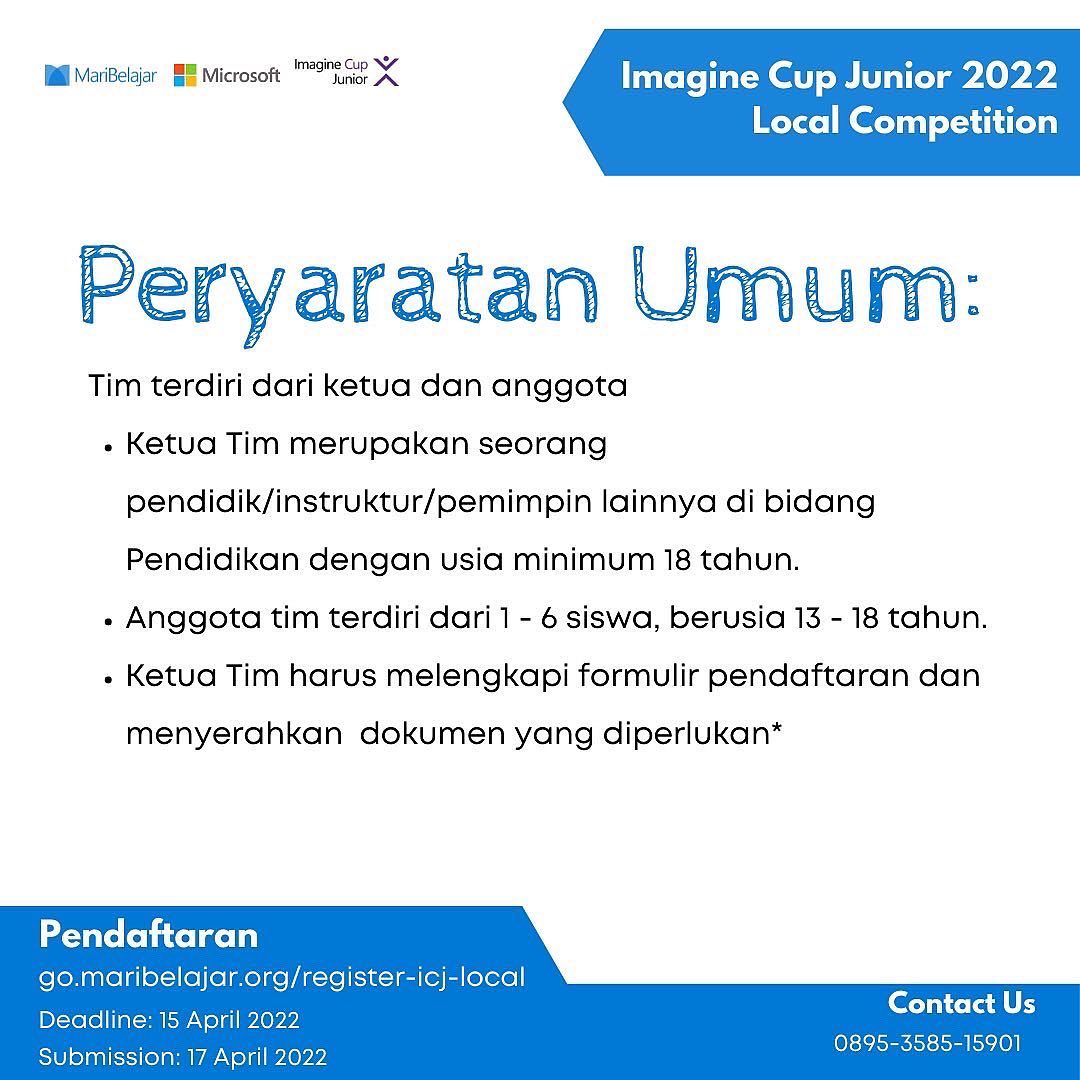 MariBelajar
Microsoft
Imagine Cup
Junior
Imagine Cup Junior 2022
Local Competition
Peryaratan Umum:
Tim terdiri dari ketua dan anggota
• Ketua Tim merupakan seorang
pendidik/instruktur/pemimpin lainnya di bidang
Pendidikan dengan usia minimum 18 tahun.
• Anggota tim terdiri dari 1 - 6 siswa, berusia 13 - 18 tahun.
• Ketua Tim harus melengkapi formulir pendaftaran dan
menyerahkan  dokumen yang diperlukan*
Pendaftaran
go.maribelajar.org/register-icj-local
Deadline: 15 April 2022
Submission: 17 April 2022
Contact Us
0895-3585-15901